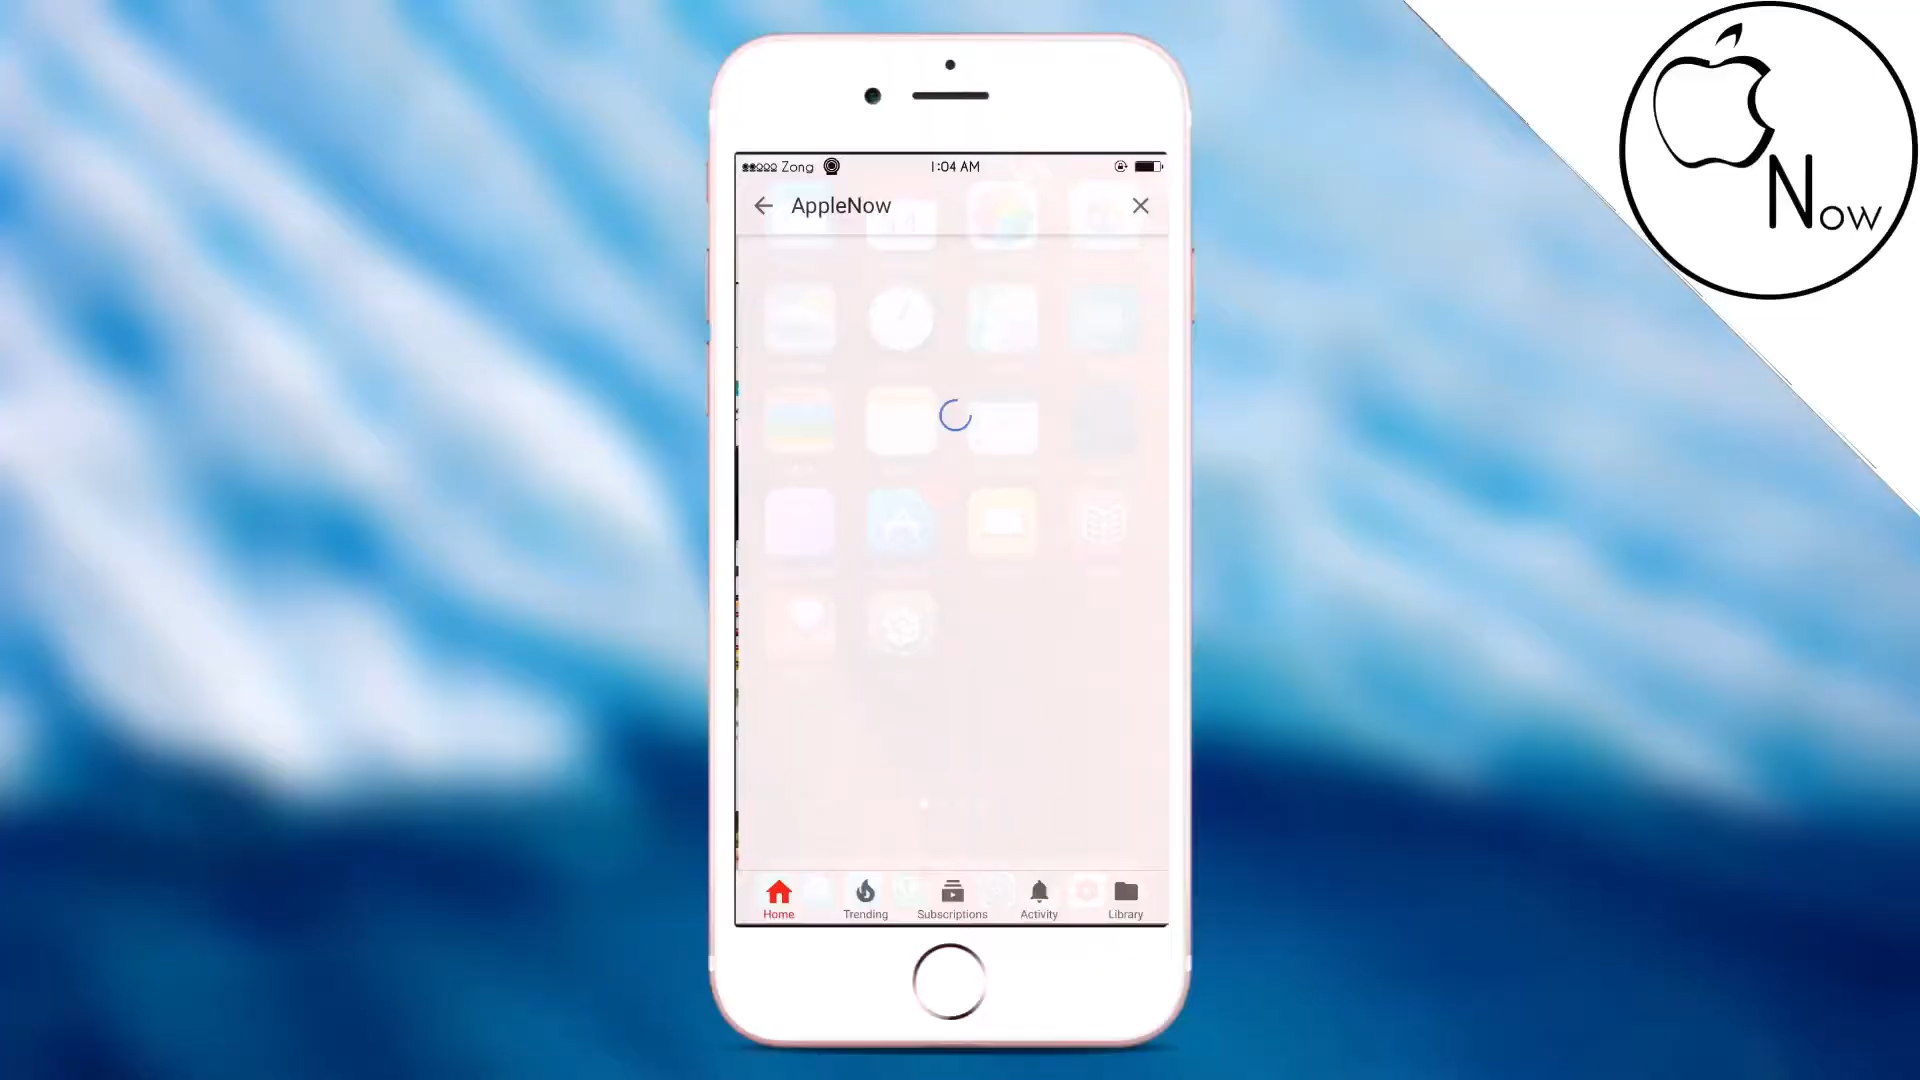 Zong 1:04 AM
AppleNow
Home Trending Subscriptions Activity Library
Now